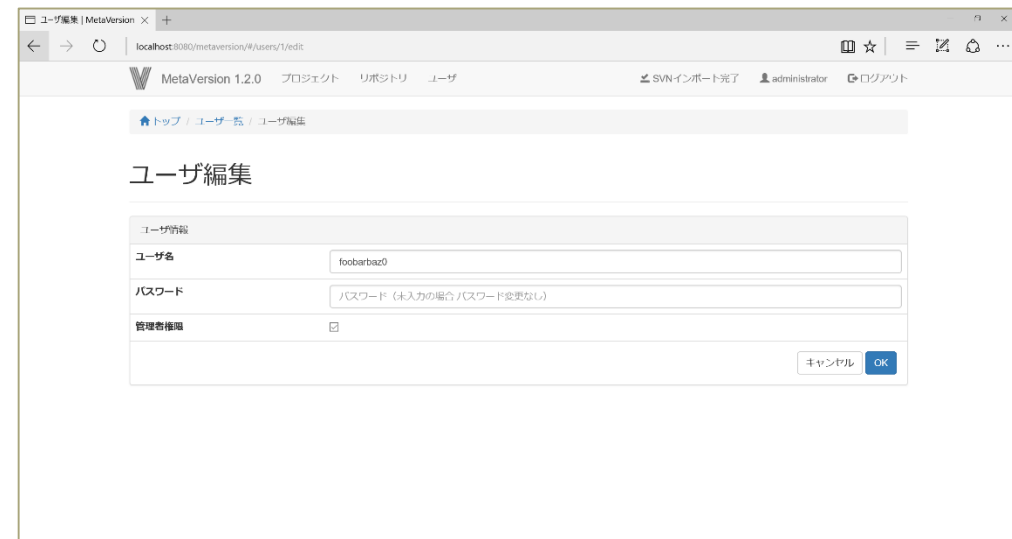 ユーザ編集 | MetaVersion
localhost:8080/metaversion/#/users/1/edit
MetaVersion 1.2.0 プロジェクト リポジトリ ユーザ SVNインポート完了 administrator ログアウト
トップ / ユーザ一覧 / ユーザ編集
ユーザ編集
ユーザ情報
ユーザ名 foobarbaz0
パスワード パスワード（未入力の場合 パスワード変更なし）
管理者権限
キャンセル OK